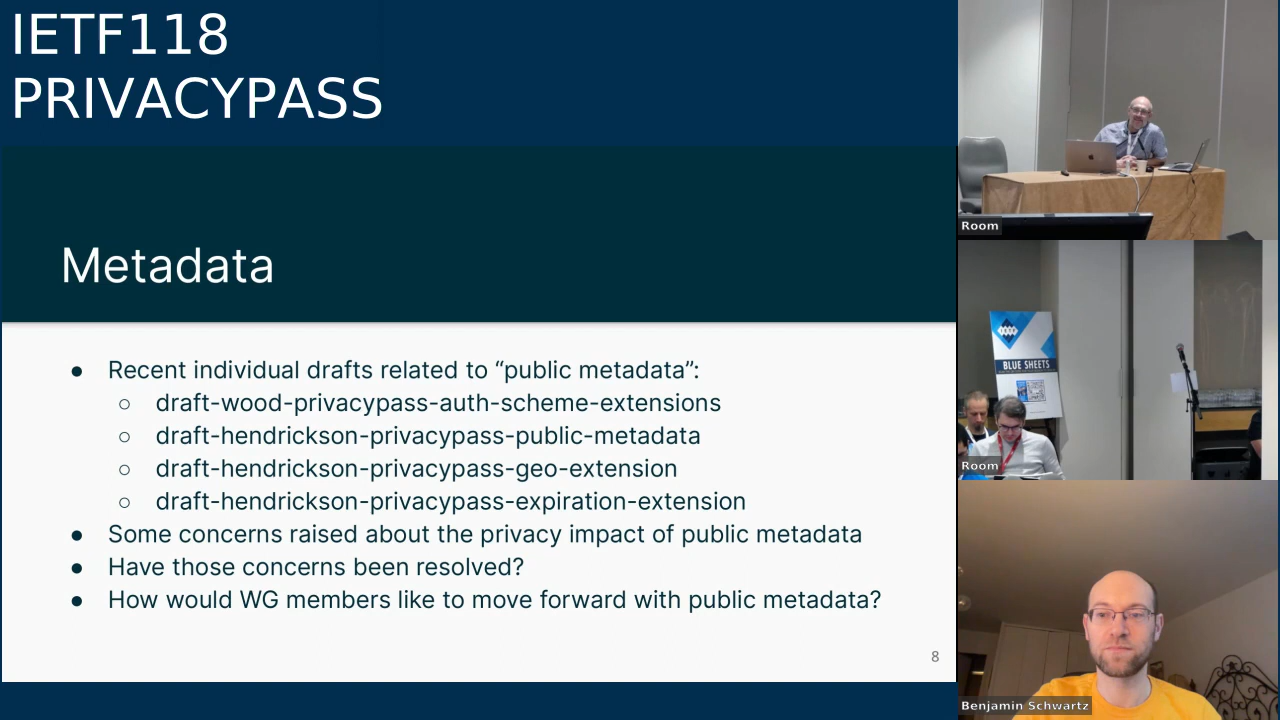 IETF118
PRIVACYPASS
Metadata
● Recent individual drafts related to “public metadata”:
○ draft-wood-privacypass-auth-scheme-extensions
○ draft-hendrickson-privacypass-public-metadata
○ draft-hendrickson-privacypass-geo-extension
○ draft-hendrickson-privacypass-expiration-extension
● Some concerns raised about the privacy impact of public metadata
● Have those concerns been resolved?
● How would WG members like to move forward with public metadata?
8
Room
BLUE SHEETS
Room
Benjamin Schwartz